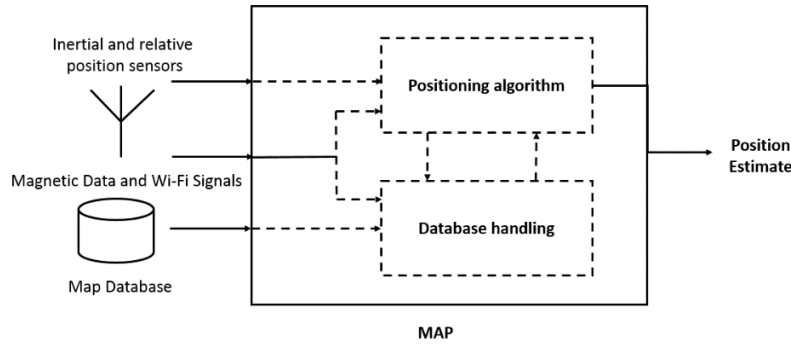 Inertial and relative
position sensors
Positioning algorithm
Position
Estimate
Magnetic Data and Wi-Fi Signals
Database handling
Map Database
MAP